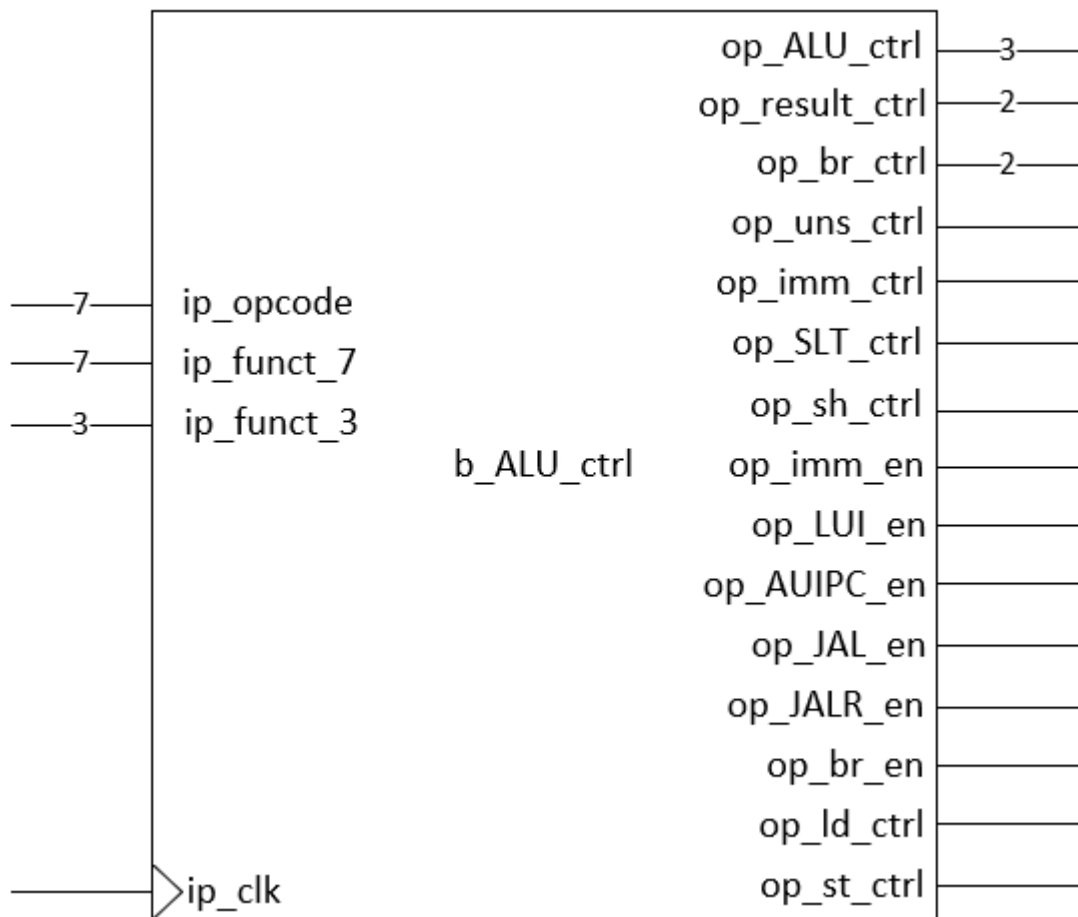 op_ALU_ctrl 3
op_result_ctrl 2
op_br_ctrl 2
op_uns_ctrl
op_imm_ctrl
7 ip_opcode
op_SLT_ctrl
7 ip_funct_7
op_sh_ctrl
3 ip_funct_3
b_ALU_ctrl
op_imm_en
op_LUI_en
op_AUIPC_en
op_JAL_en
op_JALR_en
op_br_en
op_ld_ctrl
op_st_ctrl
ip_clk